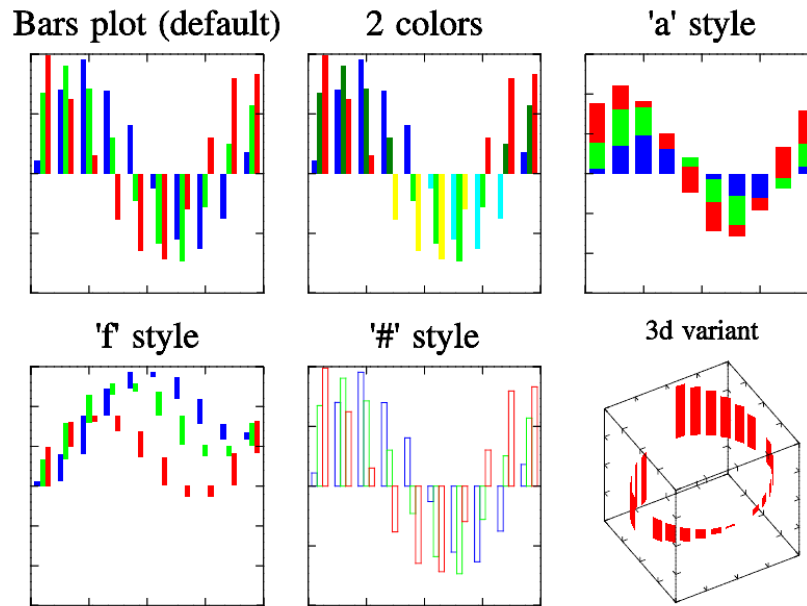 Bars plot (default)
2 colors
'a' style
'f' style
'#' style
3d variant